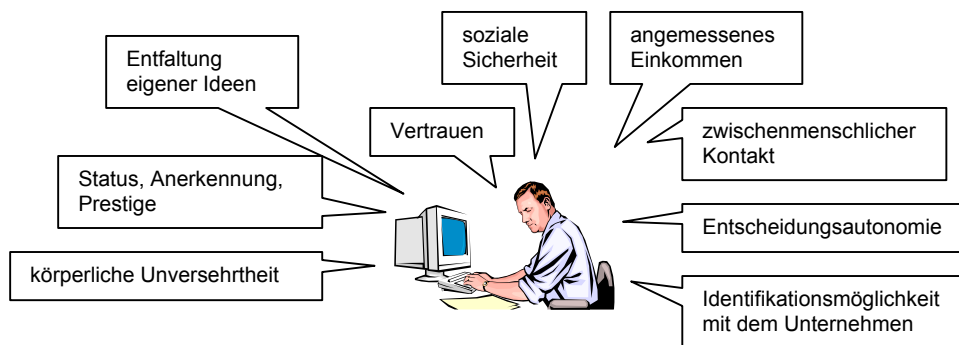 soziale
Sicherheit
angemessenes
Einkommen
Entfaltung
eigener Ideen
Vertrauen
zwischenmenschlicher
Kontakt
Status, Anerkennung,
Prestige
Entscheidungsautonomie
körperliche Unversehrtheit
Identifikationsmöglichkeit
mit dem Unternehmen